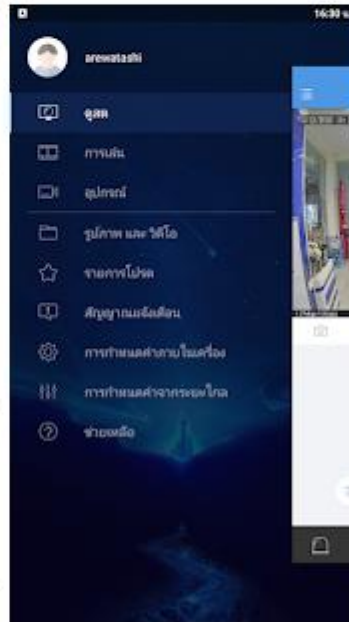 16:30 น
arewatashi
ดูสด
การเล่น
อุปกรณ์
รูปภาพ และ วิดีโอ
รายการโปรด
สัญญาณแจ้งเตือน
การกำหนดค่าภายในเครื่อง
การกำหนดค่าจากระยะไกล
ช่วยเหลือ